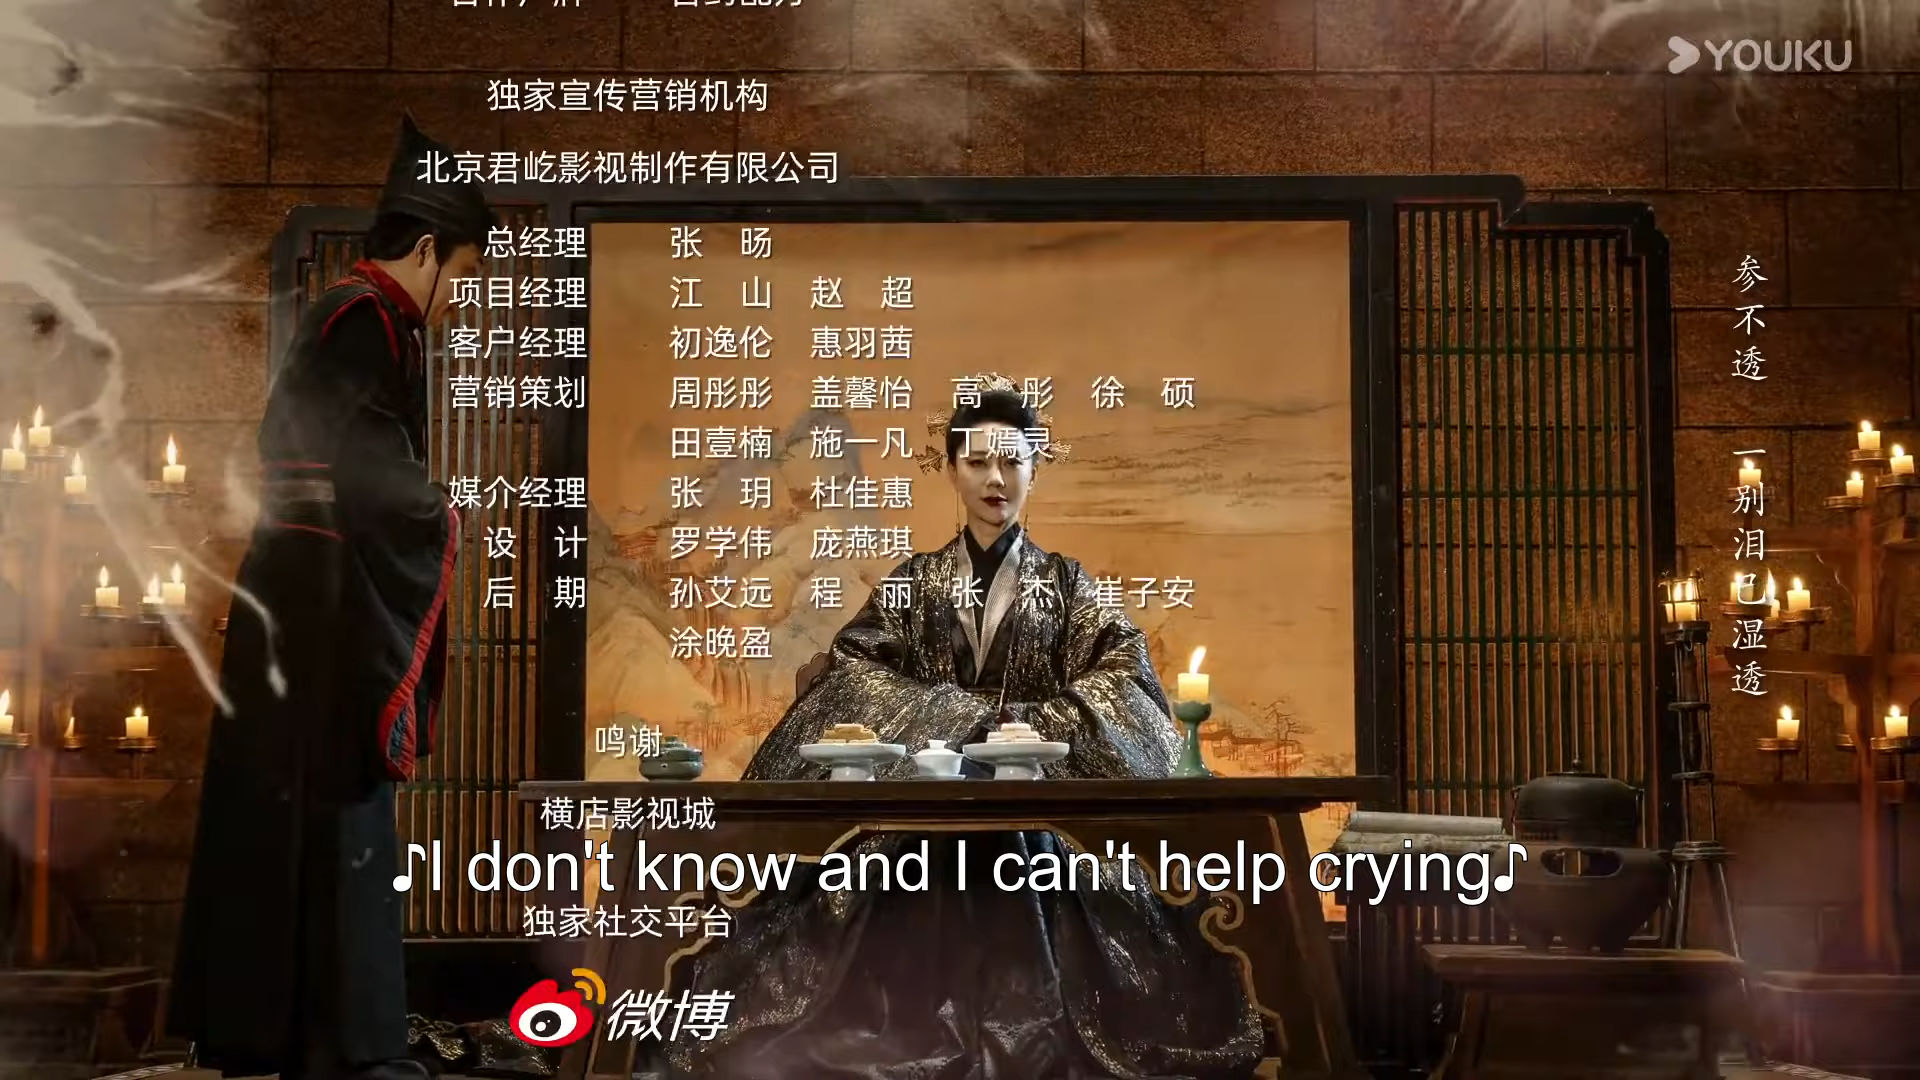 YOUKU
独家宣传营销机构
北京君屹影视制作有限公司
总经理 张 旸
项目经理 江 山 赵 超
客户经理 初逸伦 惠羽茜
营销策划 周彤彤 盖馨怡 高 彤 徐 硕
田壹楠 施一凡 丁嫣灵
媒介经理 张 玥 杜佳惠
设 计 罗学伟 庞燕琪
后 期 孙艾远 程 丽 张 杰 崔子安
涂晚盈
鸣谢
横店影视城
♪I don't know and I can't help crying♪
独家社交平台
微博
参不透 一别泪已湿透